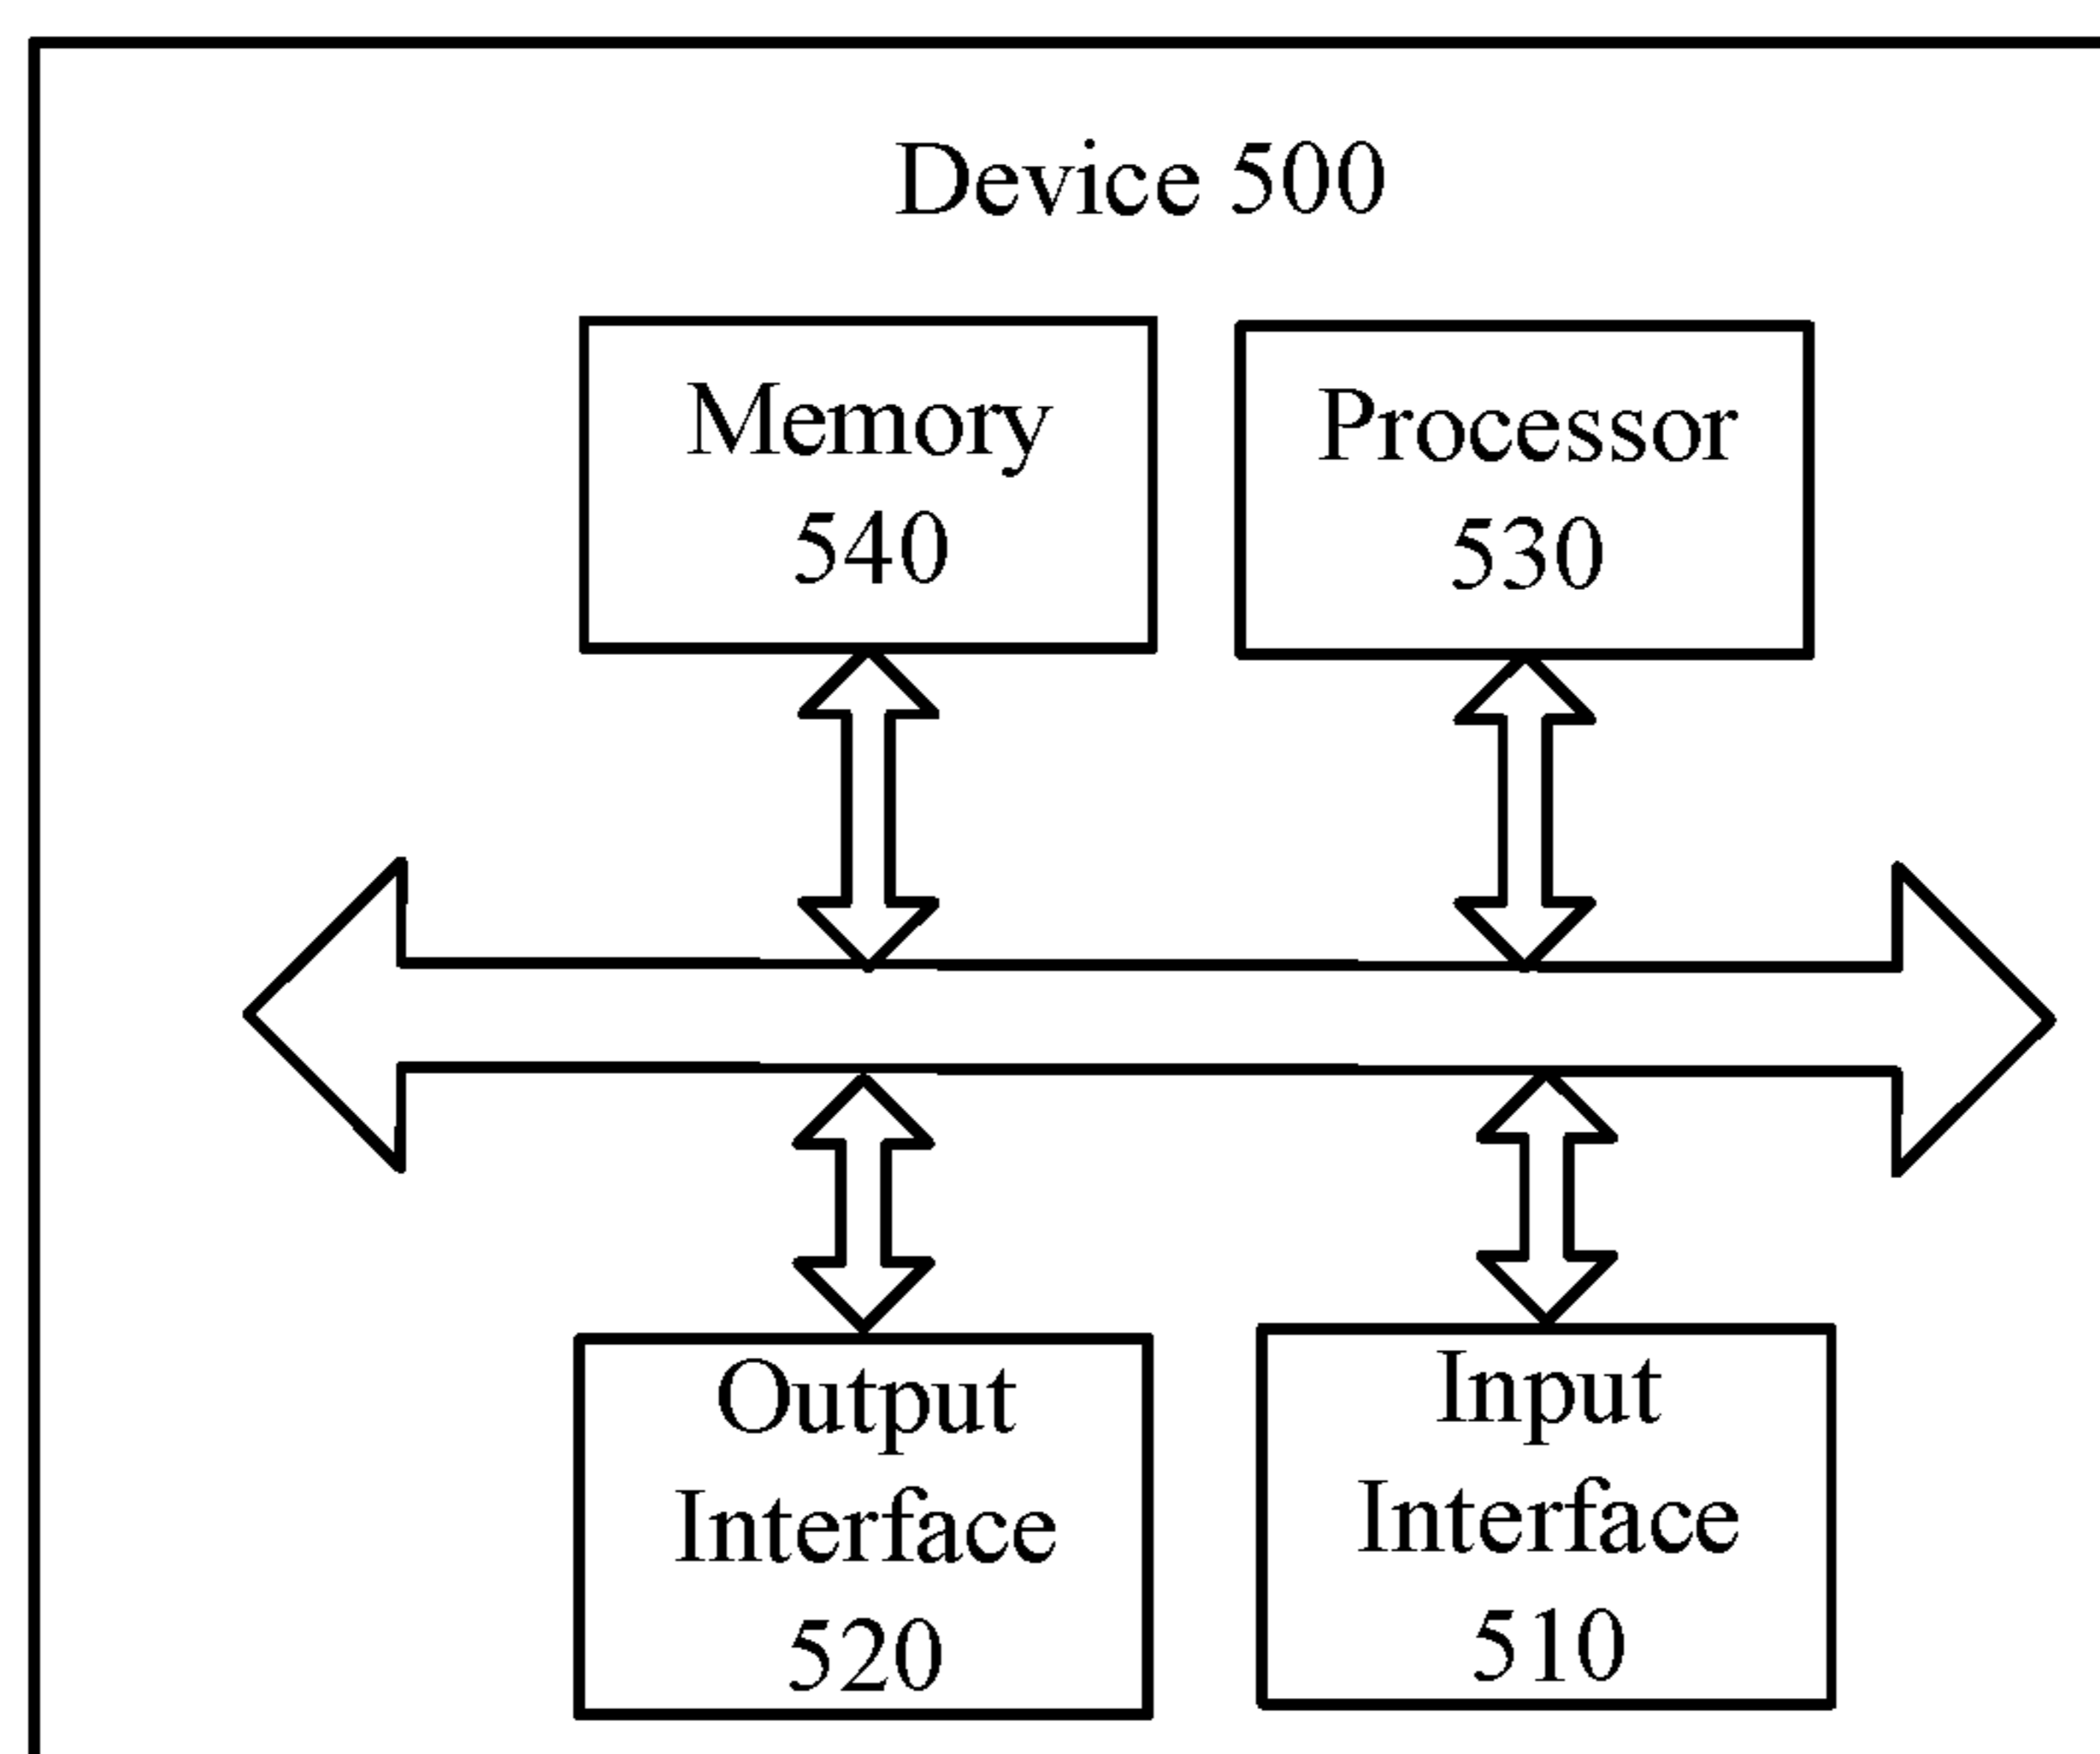 Device 500
Memory
540
Processor
530
Output
Interface
520
Input
Interface
510